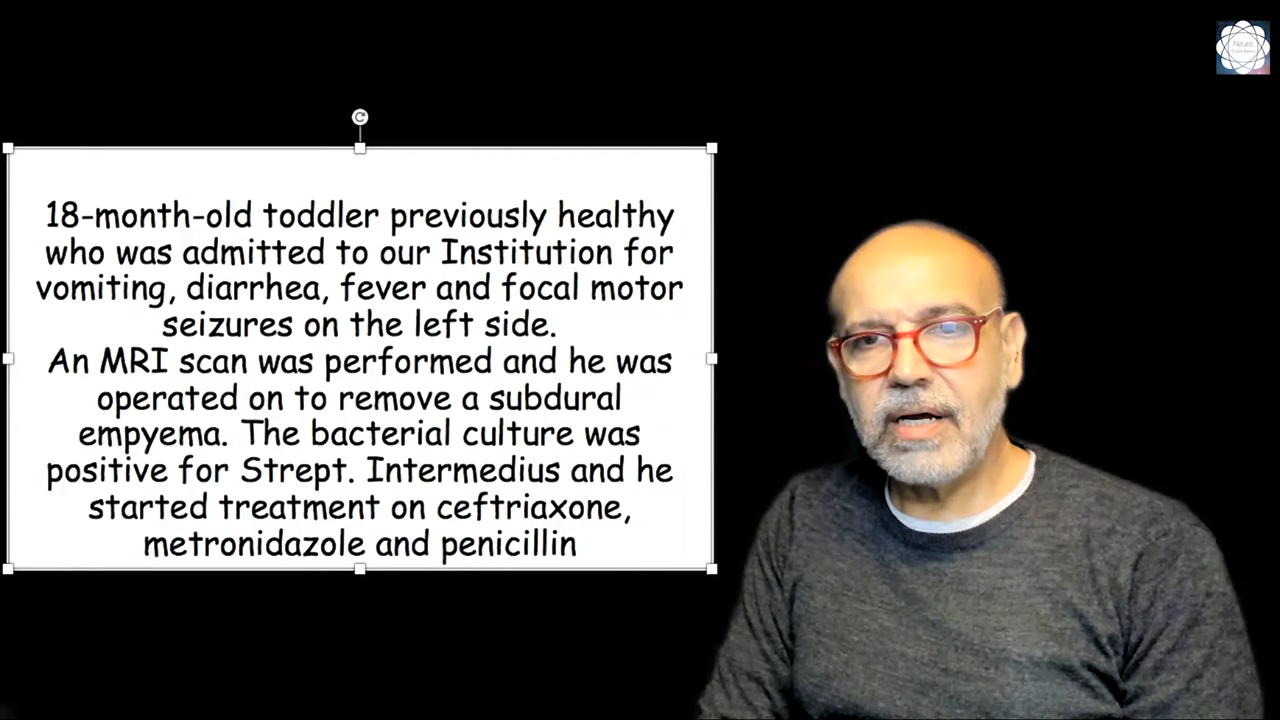 Neuro
18-month-old toddler previously healthy
who was admitted to our Institution for
vomiting, diarrhea, fever and focal motor
seizures on the left side.
An MRI scan was performed and he was
operated on to remove a subdural
empyema. The bacterial culture was
positive for Strept. Intermedius and he
started treatment on ceftriaxone,
metronidazole and penicillin